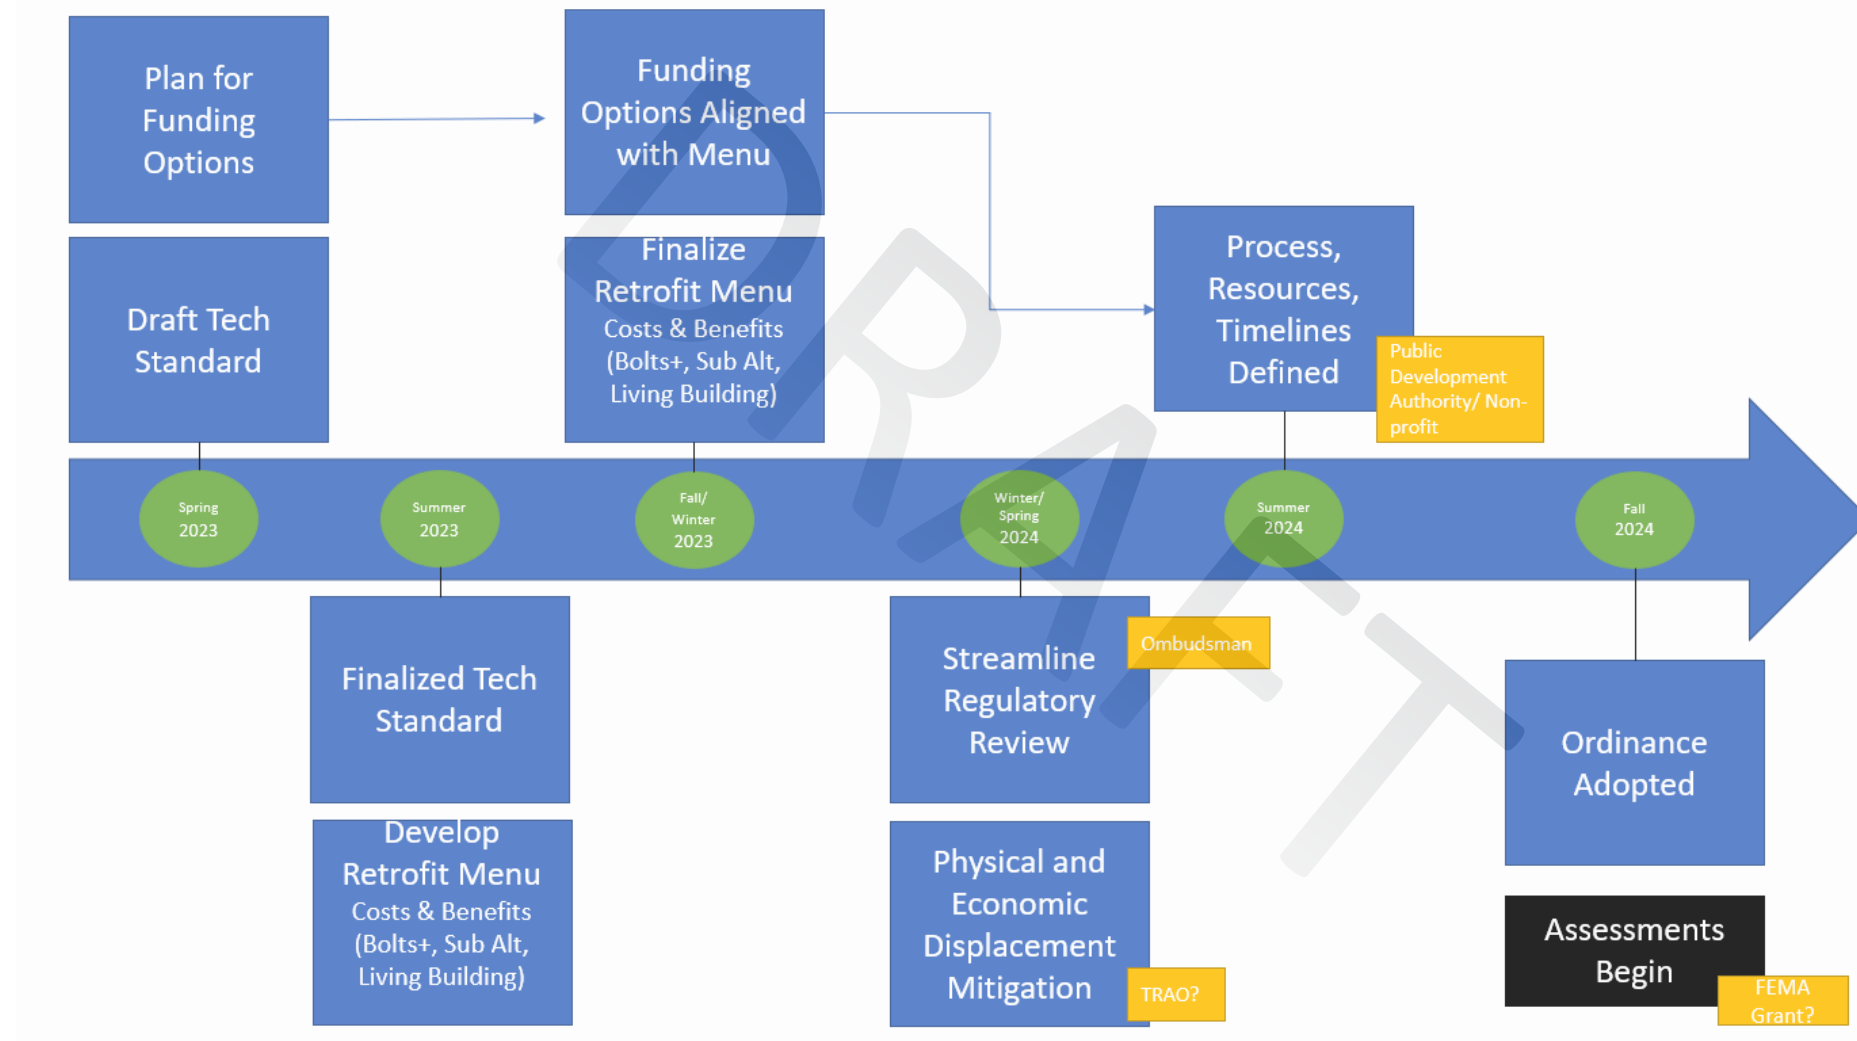 Plan for
Funding
Options
Funding
Options Aligned
with Menu
Draft Tech
Standard
Finalize
Retrofit Menu
Costs & Benefits
(Bolts+, Sub Alt,
Living Building)
Process,
Resources,
Timelines
Defined
Public
Development
Authority/ Non-
profit
Spring
2023
Summer
2023
Fall/
Winter
2023
Winter/
Spring
2024
Summer
2024
Fall
2024
Finalized Tech
Standard
Develop
Retrofit Menu
Costs & Benefits
(Bolts+, Sub Alt,
Living Building)
Streamline
Regulatory
Review
Ombudsman
Physical and
Economic
Displacement
Mitigation
TRAO?
Ordinance
Adopted
Assessments
Begin
FEMA
Grant?
DRAFT